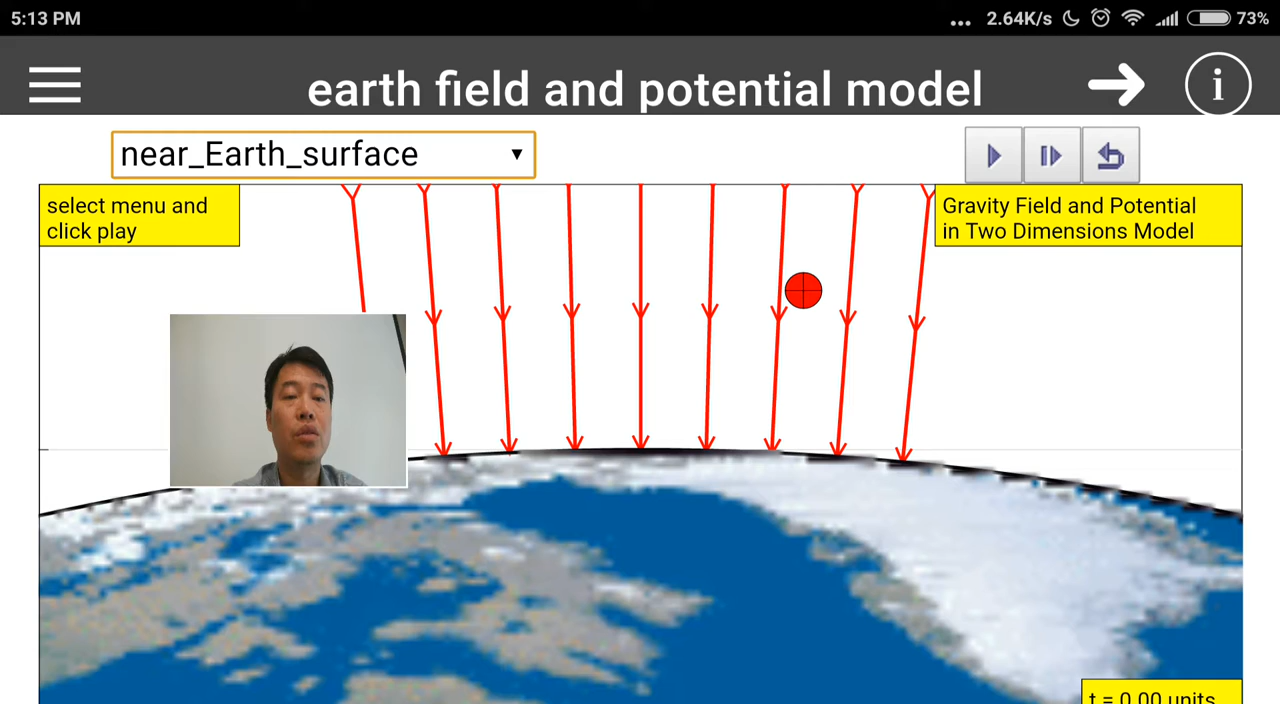 5:13 PM
... 2.64K/s 73%
earth field and potential model
i
near_Earth_surface
select menu and
click play
Gravity Field and Potential
in Two Dimensions Model
t = 0.00 units